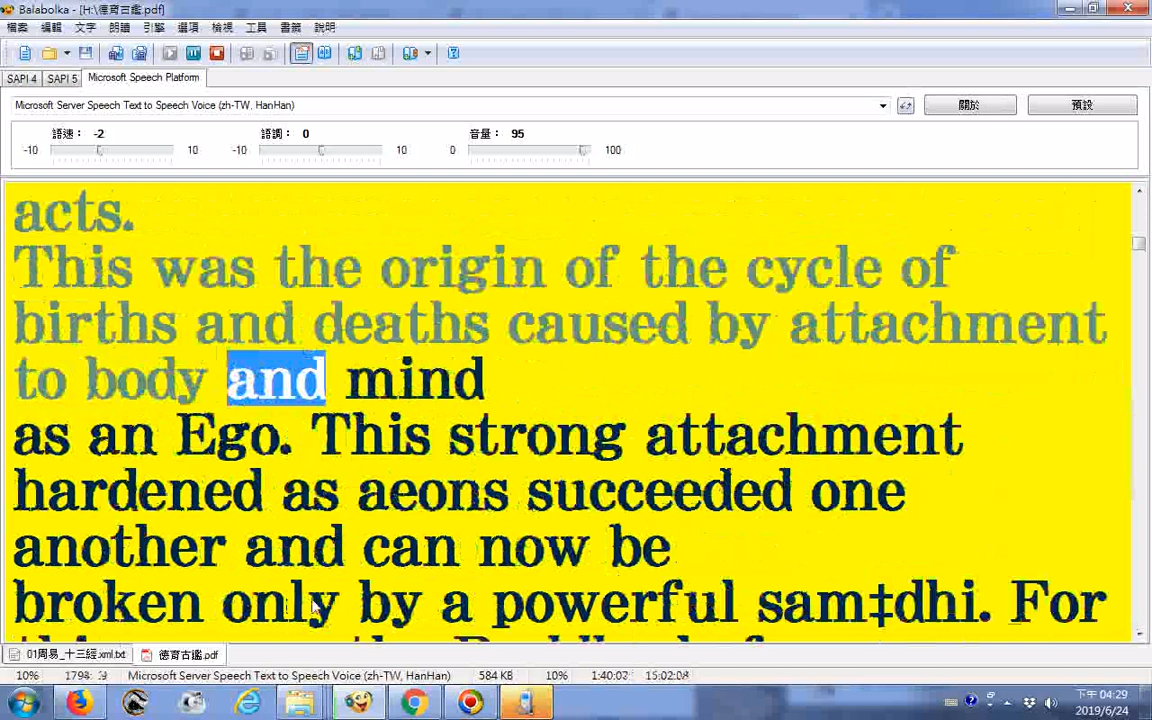 Balabolka - [H:\德育古鑑.pdf]
檔案 編輯 文字 朗讀 引擎 選項 檢視 工具 書籤 說明
SAPI 4 SAPI 5 Microsoft Speech Platform
Microsoft Server Speech Text to Speech Voice (zh-TW, HanHan) 關於 預設
語速： -2 語調： 0 音量： 95
-10 10 -10 10 0 100
acts.
This was the origin of the cycle of
births and deaths caused by attachment
to body and mind
as an Ego. This strong attachment
hardened as aeons succeeded one
another and can now be
broken only by a powerful sam‡dhi. For
01周易_十三經.xml.txt 德育古鑑.pdf
10% Microsoft Server Speech Text to Speech Voice (zh-TW, HanHan) 584 KB 10% 15:02:08
下午 04:29
2019/6/24